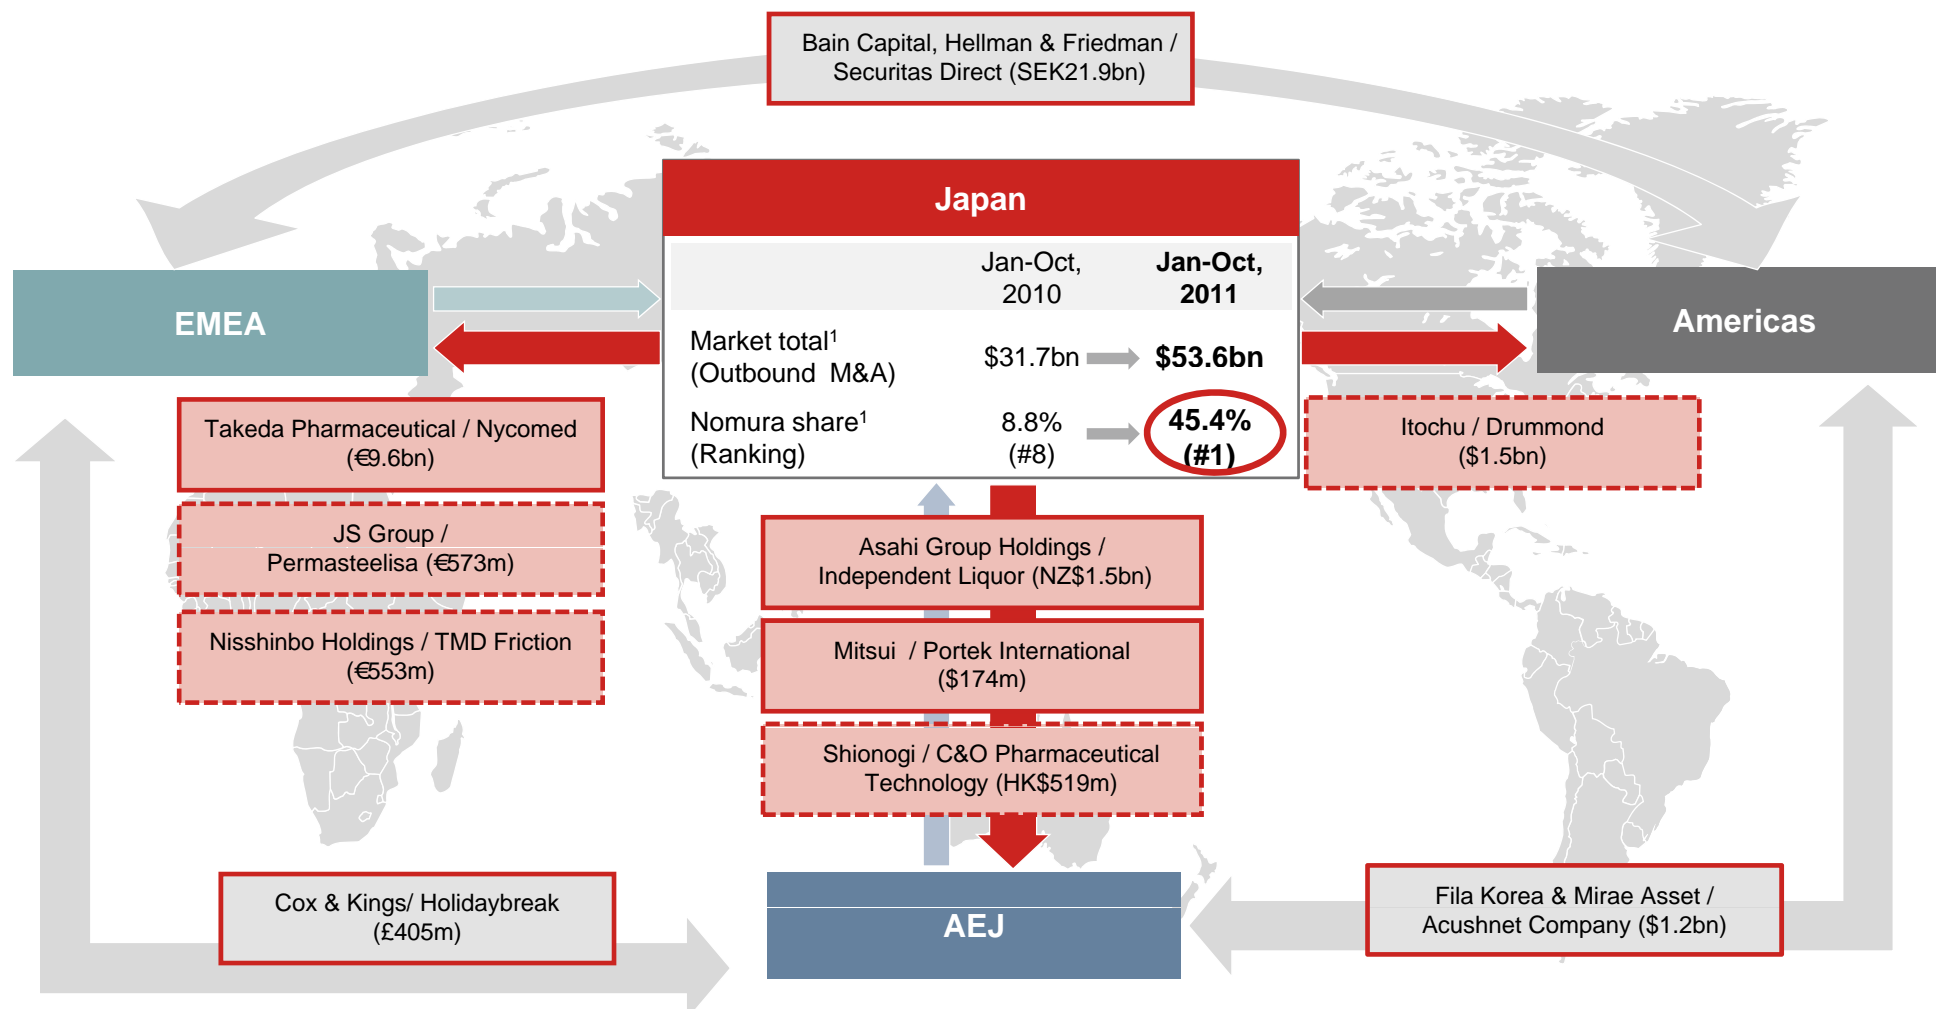 Bain Capital, Hellman & Friedman /
Securitas Direct (SEK21.9bn)
Japan
Jan-Oct,
2010
Jan-Oct,
2011
Market total¹
(Outbound M&A)
$31.7bn
$53.6bn
Nomura share¹
(Ranking)
8.8%
(#8)
45.4%
(#1)
EMEA
Americas
Takeda Pharmaceutical / Nycomed
(€9.6bn)
JS Group /
Permasteelisa (€573m)
Nisshinbo Holdings / TMD Friction
(€553m)
Itochu / Drummond
($1.5bn)
Asahi Group Holdings /
Independent Liquor (NZ$1.5bn)
Mitsui / Portek International
($174m)
Shionogi / C&O Pharmaceutical
Technology (HK$519m)
Cox & Kings/ Holidaybreak
(£405m)
AEJ
Fila Korea & Mirae Asset /
Acushnet Company ($1.2bn)